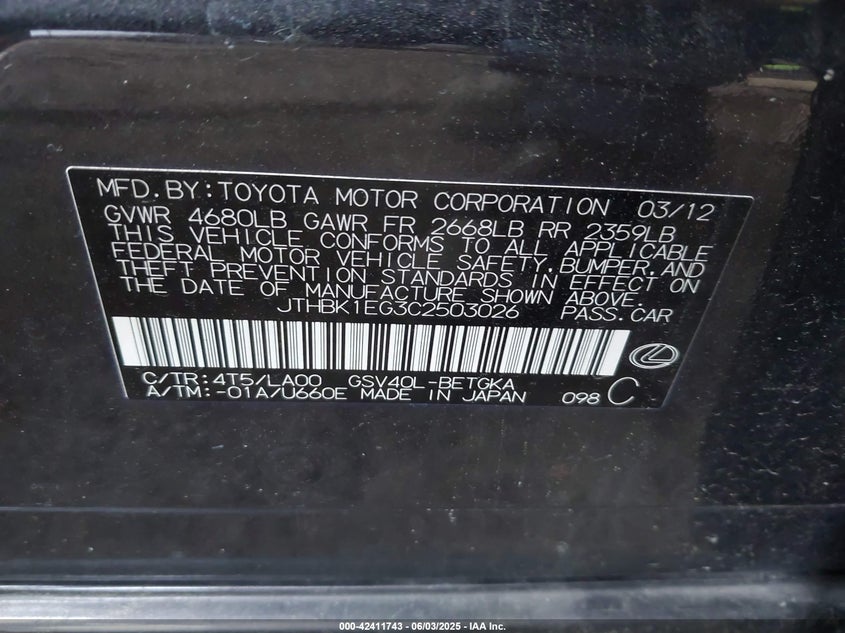 MFD.BY:TOYOTA MOTOR CORPORATION 03/12
GVWR 4680LB GAWR FR 2668LB RR 2359LB
THIS VEHICLE CONFORMS TO ALL APPLICABLE
FEDERAL MOTOR VEHICLE SAFETY,BUMPER,AND
THEFT PREVENTION STANDARDS IN EFFECT ON
THE DATE OF MANUFACTURE SHOWN ABOVE.
JTHBK1EG3C2503026 PASS.CAR
C/TR:4T5/LA00 GSV40L-BETGKA
A/TM:-01A/U660E MADE IN JAPAN 098 C
000-42411743 - 06/03/2025 - IAA Inc.